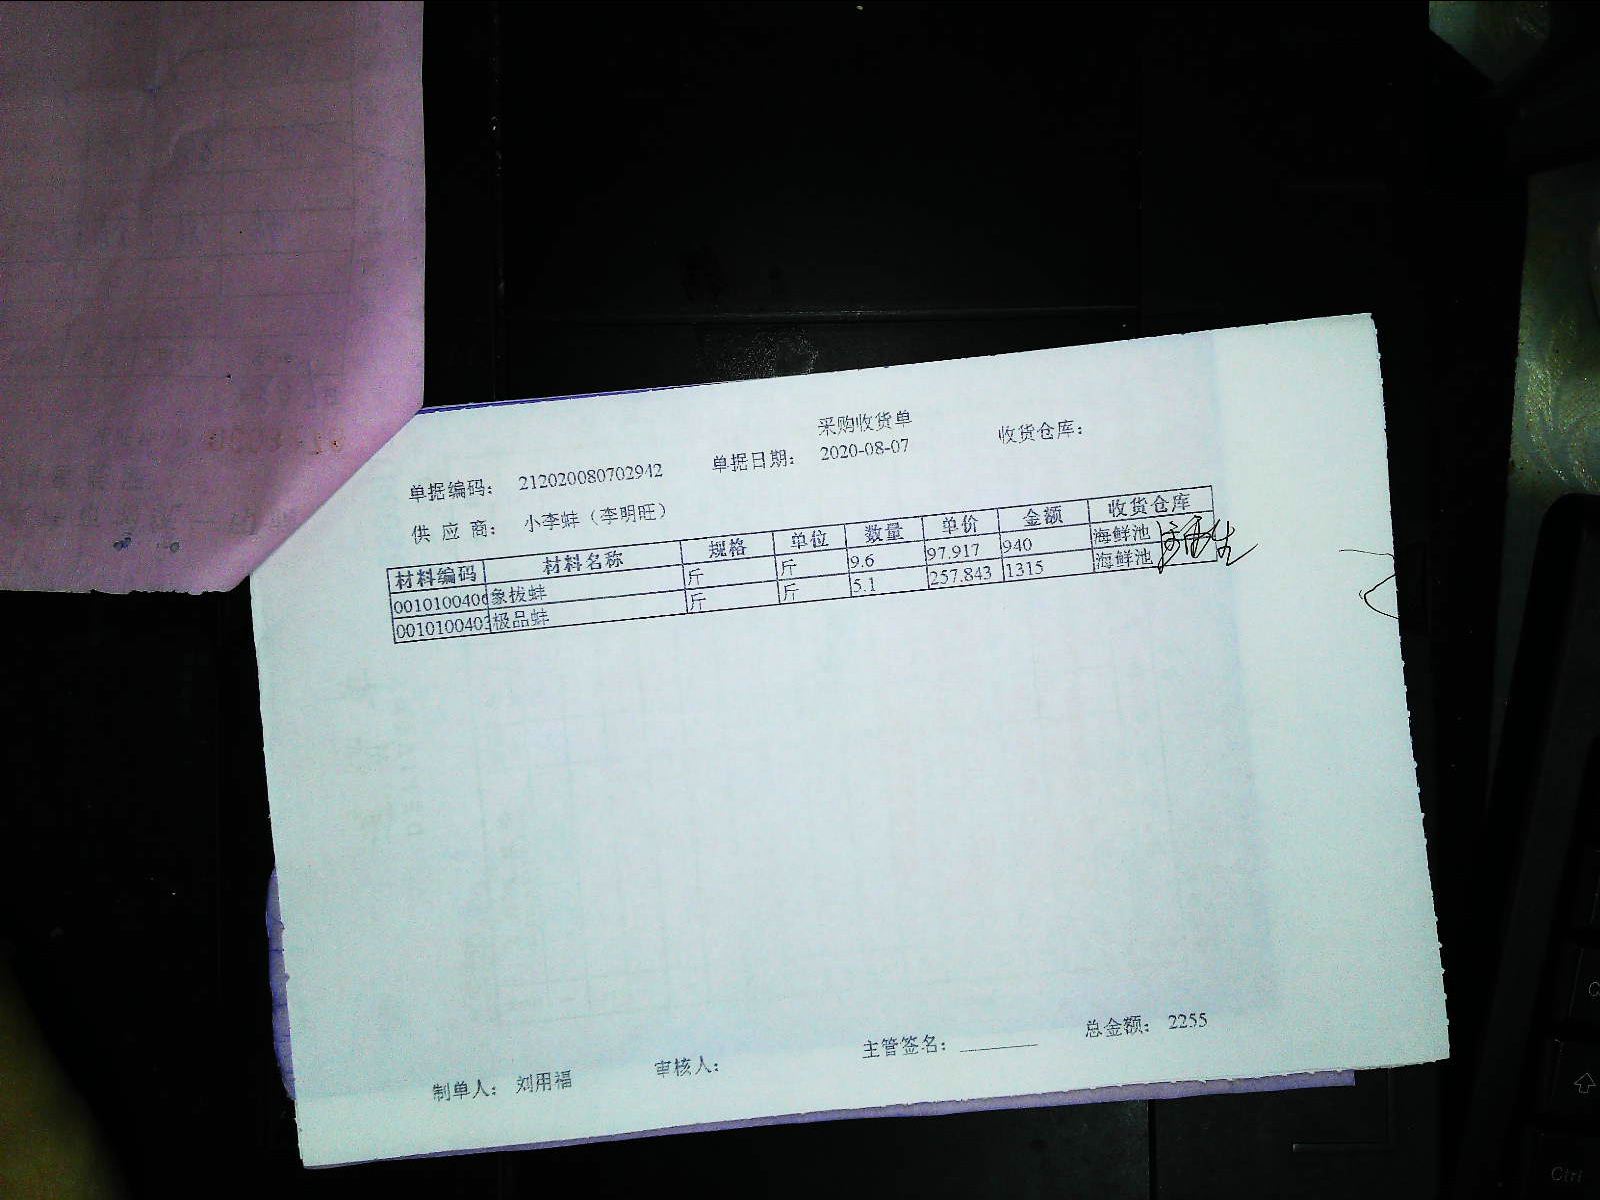 采购收货单
单据编码： 212020080702942 单据日期： 2020-08-07 收货仓库：
供 应 商： 小李蚌（李明旺）
材料编码 材料名称 规格 单位 数量 单价 金额 收货仓库
001010040 象拔蚌 斤 斤 9.6 97.917 940 海鲜池
001010040 极品蚌 斤 斤 5.1 257.843 1315 海鲜池
制单人： 刘用福 审核人： 主管签名： 总金额： 2255
Ctrl